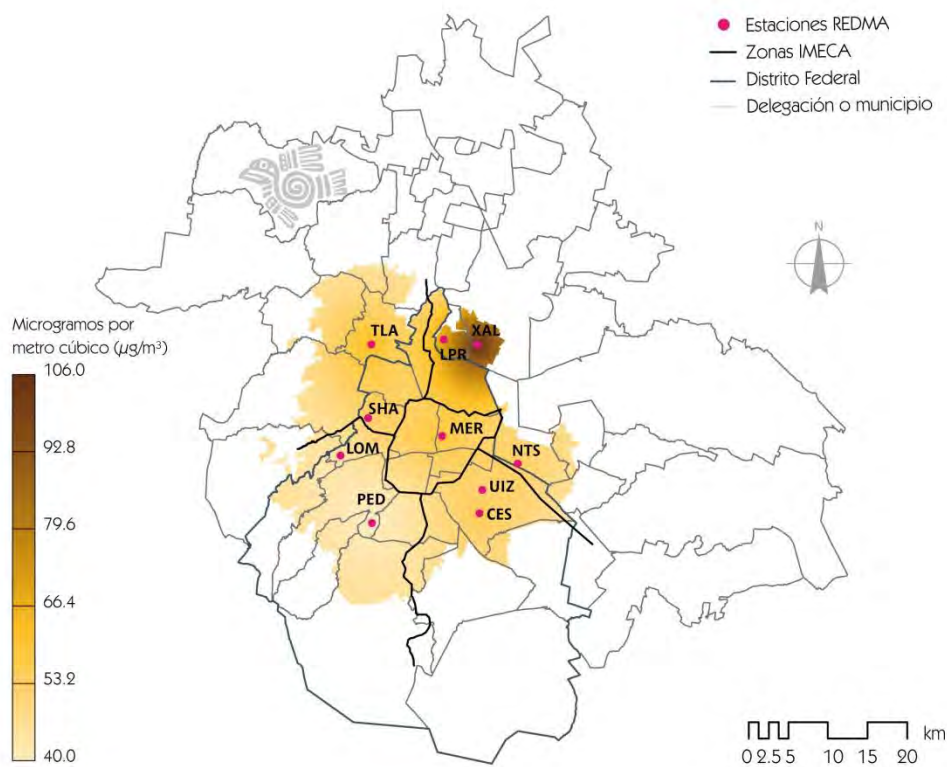 Estaciones REDMA
Zonas IMECA
Distrito Federal
Delegación o municipio
N
Microgramos por
metro cúbico (µg/m³)
106.0
92.8
79.6
66.4
53.2
40.0
TLA
XAL
LPR
SHA
MER
LOM
NTS
UIZ
PED
CES
km
0 2.5 5 10 15 20